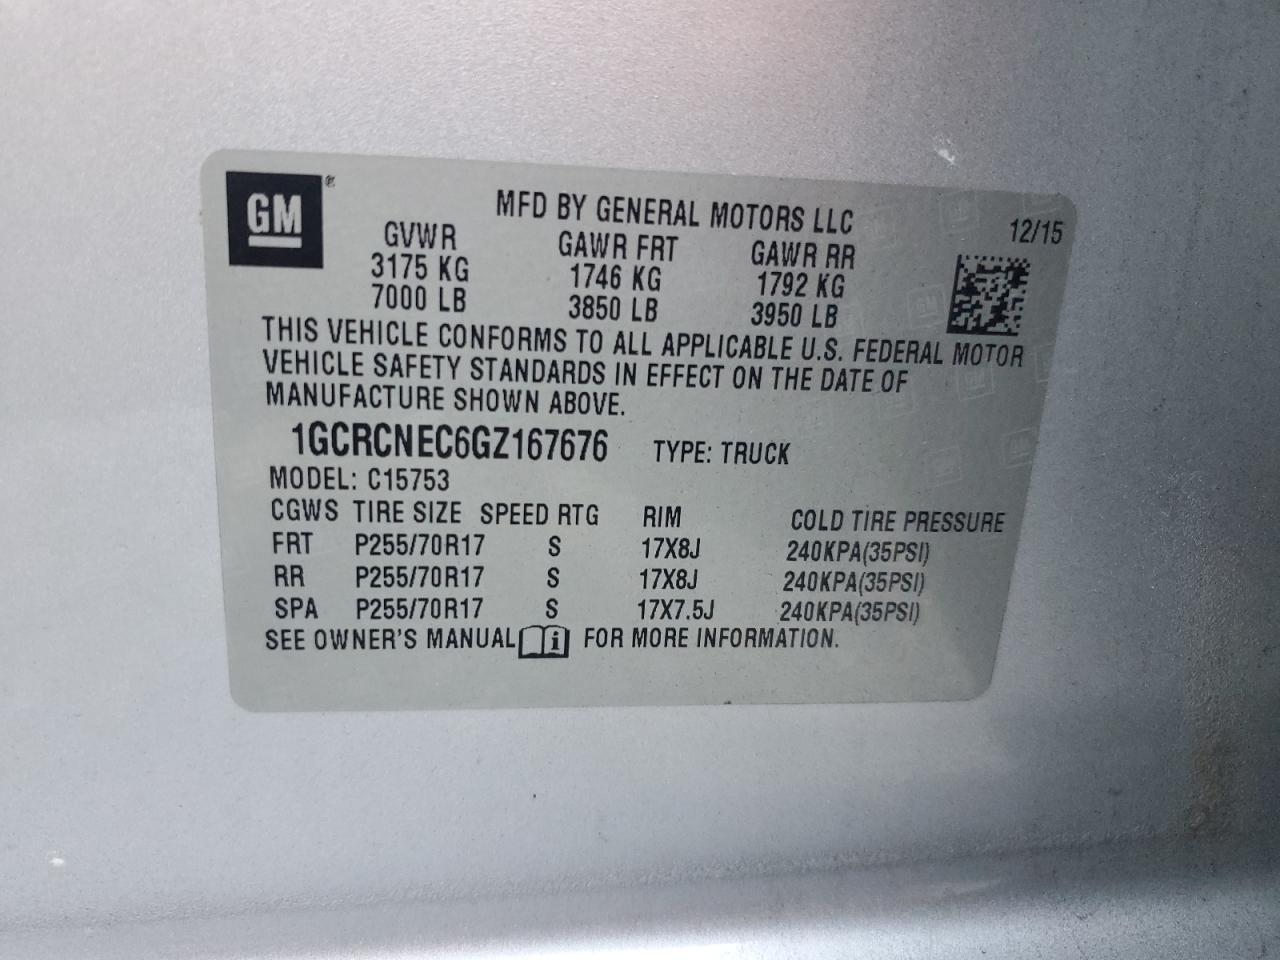 GM®
MFD BY GENERAL MOTORS LLC 12/15
GVWR GAWR FRT GAWR RR
3175 KG 1746 KG 1792 KG
7000 LB 3850 LB 3950 LB
THIS VEHICLE CONFORMS TO ALL APPLICABLE U.S. FEDERAL MOTOR
VEHICLE SAFETY STANDARDS IN EFFECT ON THE DATE OF
MANUFACTURE SHOWN ABOVE.
1GCRCNEC6GZ167676 TYPE: TRUCK
MODEL: C15753
CGWS TIRE SIZE SPEED RTG RIM COLD TIRE PRESSURE
FRT P255/70R17 S 17X8J 240KPA(35PSI)
RR P255/70R17 S 17X8J 240KPA(35PSI)
SPA P255/70R17 S 17X7.5J 240KPA(35PSI)
SEE OWNER'S MANUAL i FOR MORE INFORMATION.